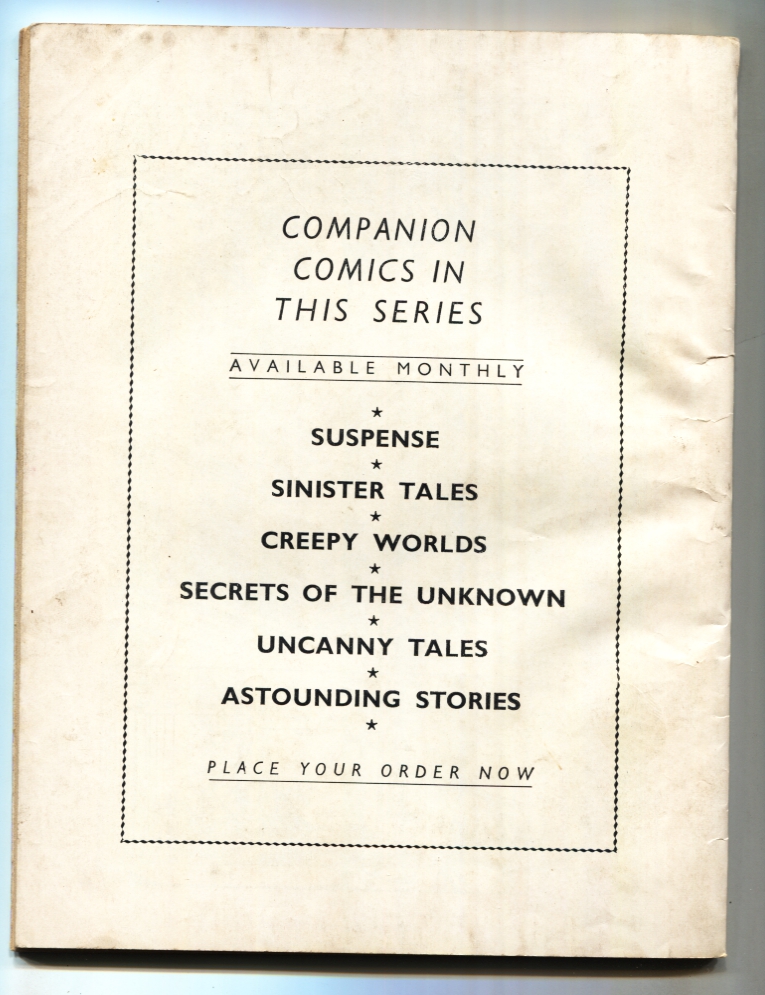 COMPANION
COMICS IN
THIS SERIES
AVAILABLE MONTHLY
★
SUSPENSE
★
SINISTER TALES
★
CREEPY WORLDS
★
SECRETS OF THE UNKNOWN
★
UNCANNY TALES
★
ASTOUNDING STORIES
★
PLACE YOUR ORDER NOW